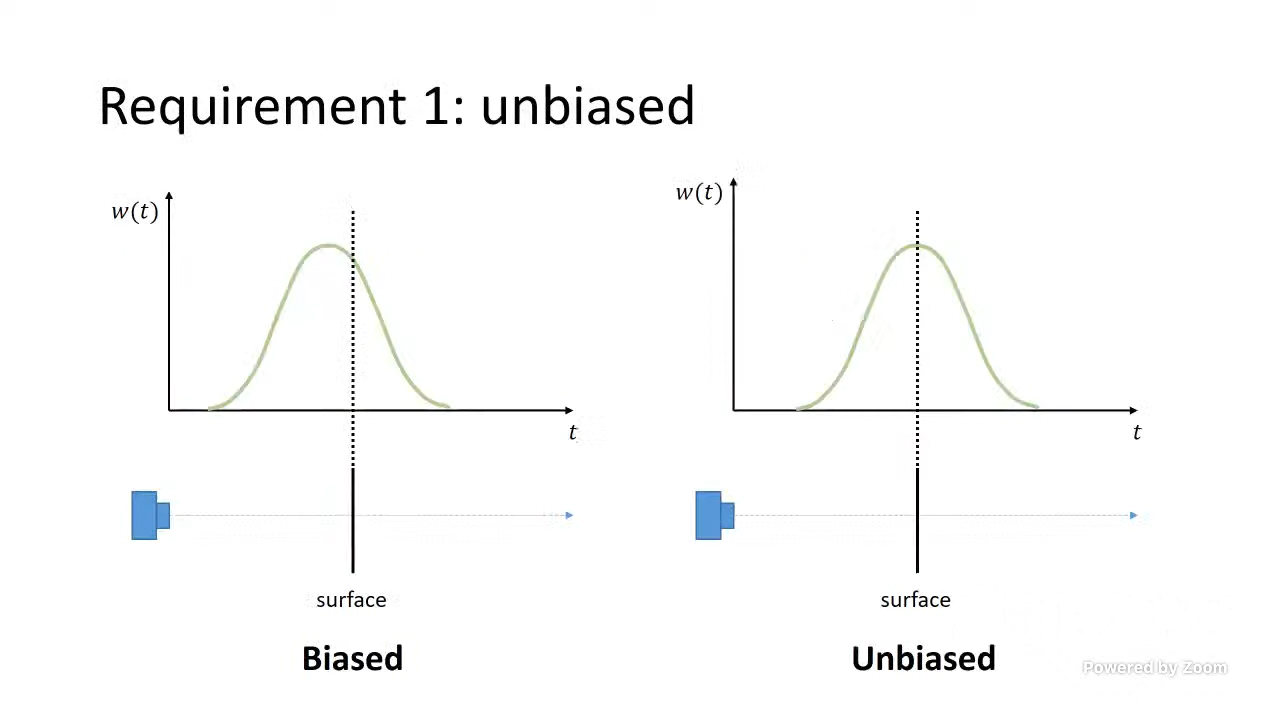 Requirement 1: unbiased
w(t)
t
surface
Biased
w(t)
t
surface
Unbiased
Powered by Zoom